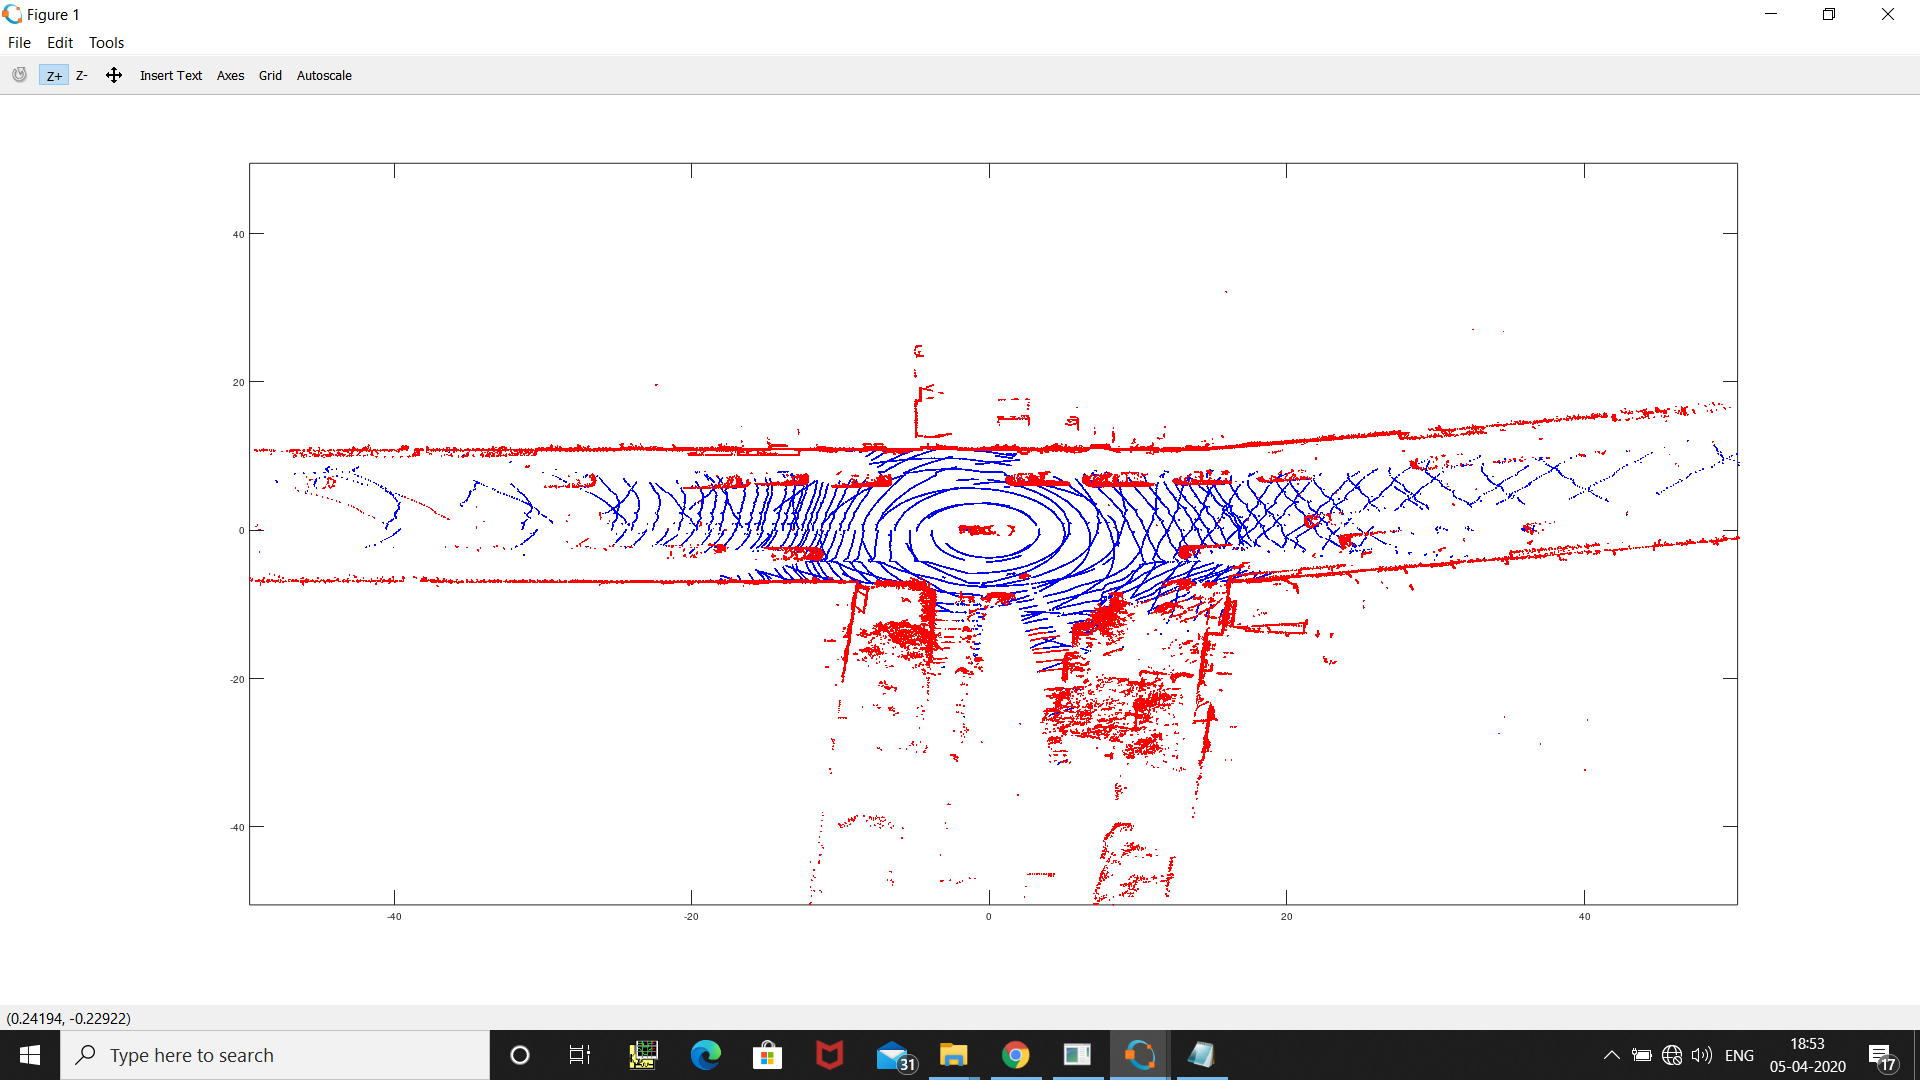 Figure 1
File Edit Tools
Z+ Z- Insert Text Axes Grid Autoscale
40
20
0
-20
-40
-40 -20 0 20 40
(0.24194, -0.22922)
Type here to search
31
ENG
18:53
05-04-2020
17